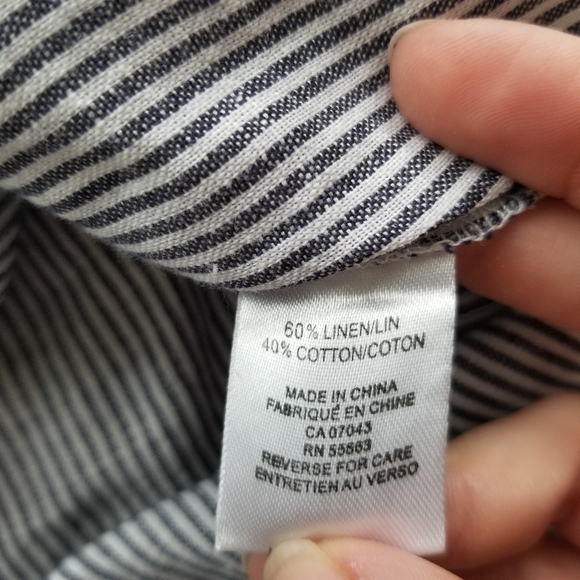 60% LINEN/LIN
40% COTTON/COTON
MADE IN CHINA
FABRIQUÉ EN CHINE
CA 07043
RN 55563
REVERSE FOR CARE
ENTRETIEN AU VERSO